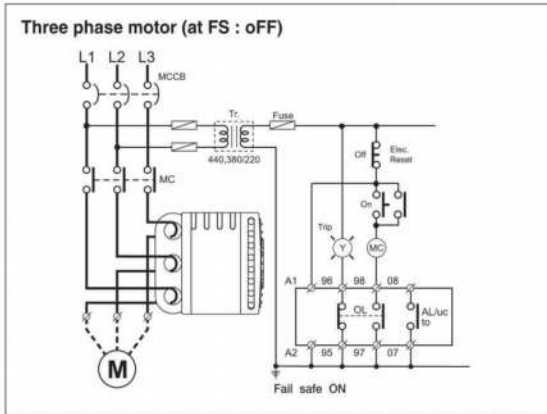 Three phase motor (at FS : oFF)
L1 L2 L3
MCCB
Tr.
Fuse
440,380/220
Off
Elec.
Reset
MC
On
Trip
Y
MC
A1 96 98 08
OL
AL/uc
to
A2 95 97 07
M
Fail safe ON